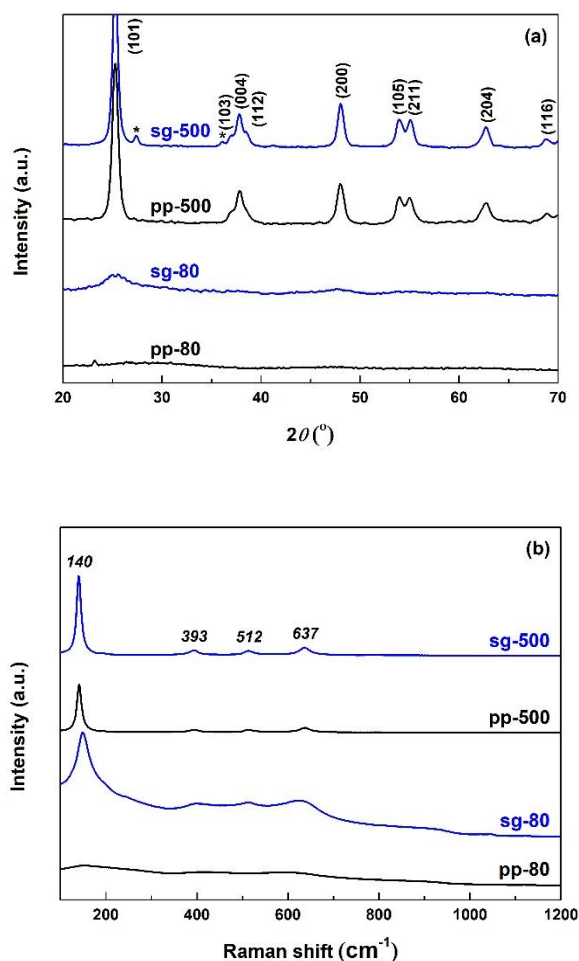 (a)
(101)
*
*
(103)
(004)
(112)
(200)
(105)
(211)
(204)
(116)
sg-500
pp-500
sg-80
pp-80
Intensity (a.u.)
20 30 40 50 60 70
2θ (°)
(b)
140
393
512
637
sg-500
pp-500
sg-80
pp-80
Intensity (a.u.)
200 400 600 800 1000 1200
Raman shift (cm⁻¹)